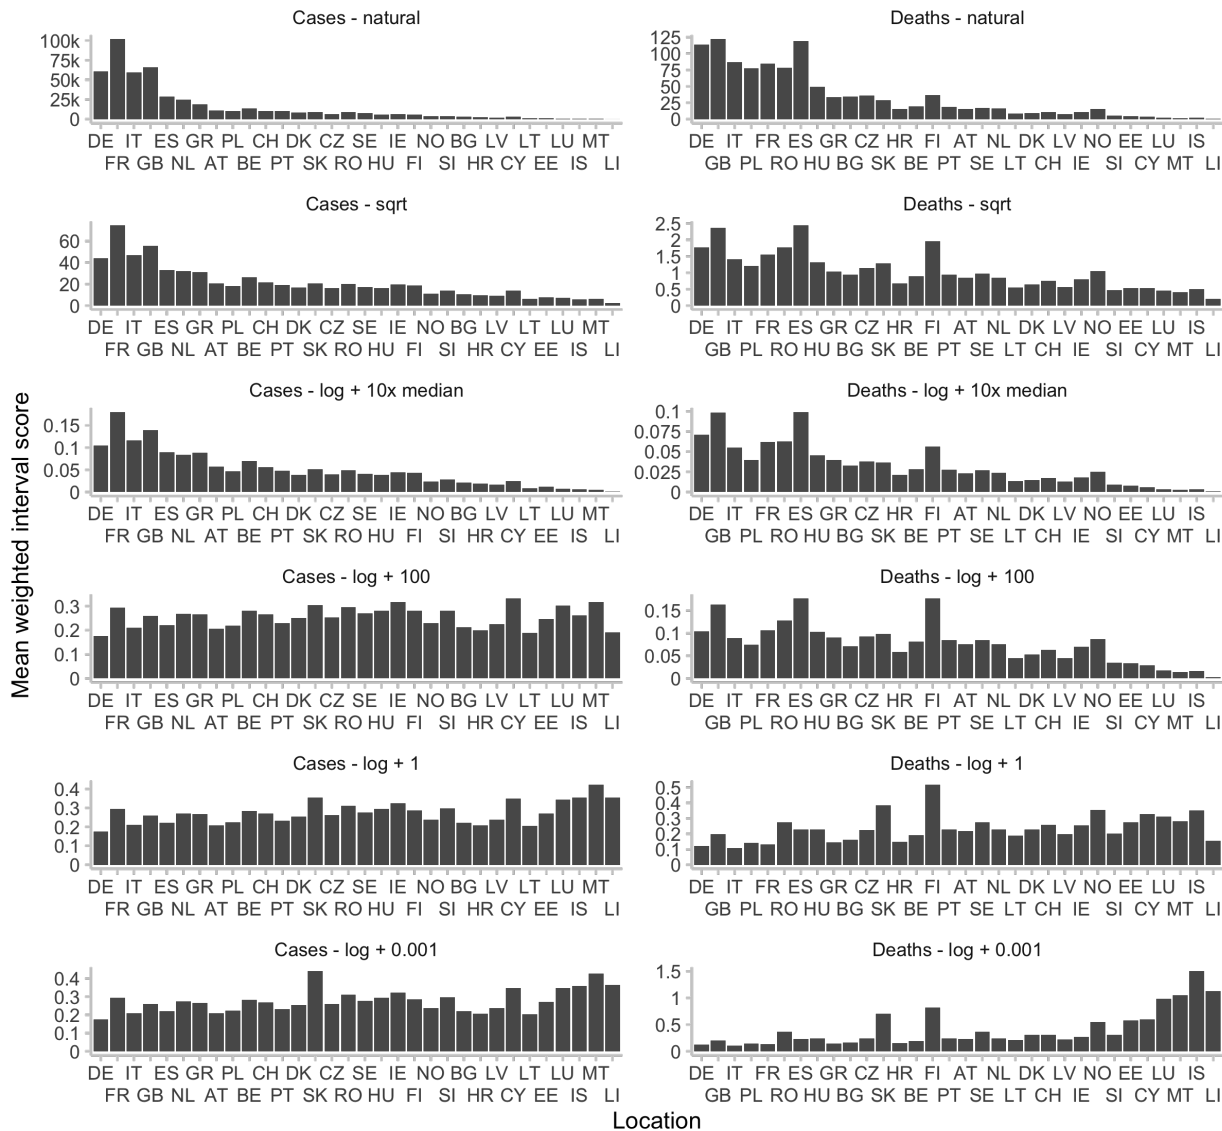 Cases - natural
100k
75k
50k
25k
0
DE IT ES GR PL CH DK CZ SE IE NO BG LV LT LU MT
FR GB NL AT BE PT SK RO HU FI SI HR CY EE IS LI
Deaths - natural
125
100
75
50
25
0
DE IT FR ES GR CZ HR FI AT NL DK LV NO EE LU IS
GB PL RO HU BG SK BE PT SE LT CH IE SI CY MT LI
Cases - sqrt
60
40
20
0
DE IT ES GR PL CH DK CZ SE IE NO BG LV LT LU MT
FR GB NL AT BE PT SK RO HU FI SI HR CY EE IS LI
Deaths - sqrt
2.5
2
1.5
1
0.5
0
DE IT FR ES GR CZ HR FI AT NL DK LV NO EE LU IS
GB PL RO HU BG SK BE PT SE LT CH IE SI CY MT LI
Mean weighted interval score
Cases - log + 10x median
0.15
0.1
0.05
0
DE IT ES GR PL CH DK CZ SE IE NO BG LV LT LU MT
FR GB NL AT BE PT SK RO HU FI SI HR CY EE IS LI
Deaths - log + 10x median
0.1
0.075
0.05
0.025
0
DE IT FR ES GR CZ HR FI AT NL DK LV NO EE LU IS
GB PL RO HU BG SK BE PT SE LT CH IE SI CY MT LI
Cases - log + 100
0.3
0.2
0.1
0
DE IT ES GR PL CH DK CZ SE IE NO BG LV LT LU MT
FR GB NL AT BE PT SK RO HU FI SI HR CY EE IS LI
Deaths - log + 100
0.15
0.1
0.05
0
DE IT FR ES GR CZ HR FI AT NL DK LV NO EE LU IS
GB PL RO HU BG SK BE PT SE LT CH IE SI CY MT LI
Cases - log + 1
0.4
0.3
0.2
0.1
0
DE IT ES GR PL CH DK CZ SE IE NO BG LV LT LU MT
FR GB NL AT BE PT SK RO HU FI SI HR CY EE IS LI
Deaths - log + 1
0.5
0.4
0.3
0.2
0.1
0
DE IT FR ES GR CZ HR FI AT NL DK LV NO EE LU IS
GB PL RO HU BG SK BE PT SE LT CH IE SI CY MT LI
Cases - log + 0.001
0.4
0.3
0.2
0.1
0
DE IT ES GR PL CH DK CZ SE IE NO BG LV LT LU MT
FR GB NL AT BE PT SK RO HU FI SI HR CY EE IS LI
Deaths - log + 0.001
1.5
1
0.5
0
DE IT FR ES GR CZ HR FI AT NL DK LV NO EE LU IS
GB PL RO HU BG SK BE PT SE LT CH IE SI CY MT LI
Location